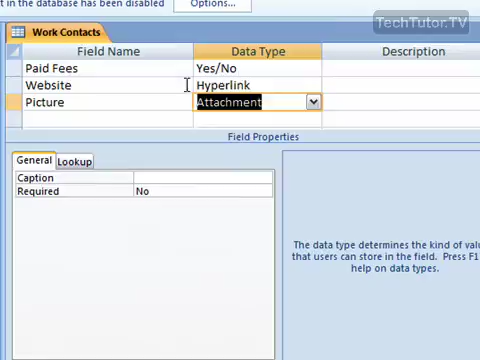 t in the database has been disabled
Options...
TechTutor.TV
Work Contacts
Field Name
Data Type
Description
Paid Fees
Yes/No
Website
Hyperlink
Picture
Attachment
Field Properties
General
Lookup
Caption
Required
No
The data type determines the kind of valu
that users can store in the field. Press F1
help on data types.